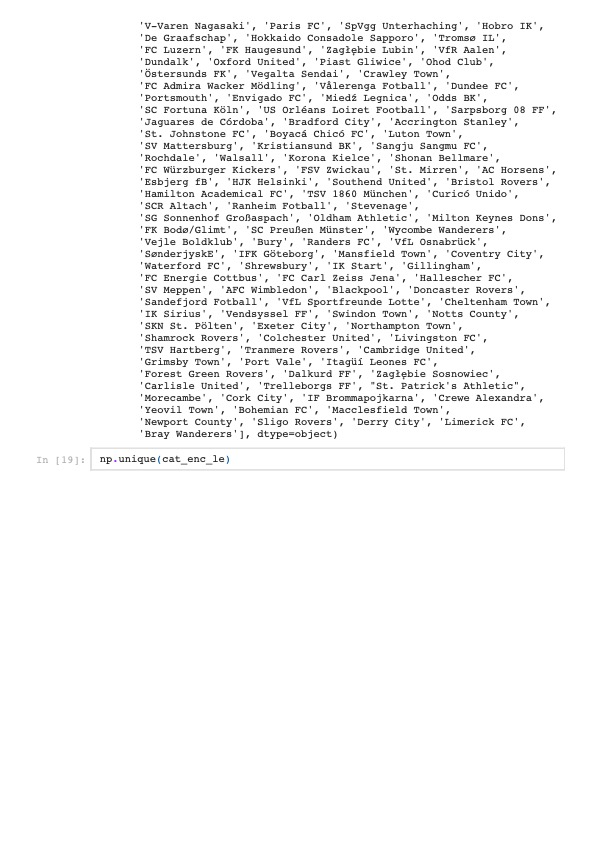 'V-Varen Nagasaki', 'Paris FC', 'SpVgg Unterhaching', 'Hobro IK',
'De Graafschap', 'Hokkaido Consadole Sapporo', 'Tromsø IL',
'FC Luzern', 'FK Haugesund', 'Zagłębie Lubin', 'VfR Aalen',
'Dundalk', 'Oxford United', 'Piast Gliwice', 'Ohod Club',
'Östersunds FK', 'Vegalta Sendai', 'Crawley Town',
'FC Admira Wacker Mödling', 'Vålerenga Fotball', 'Dundee FC',
'Portsmouth', 'Envigado FC', 'Miedź Legnica', 'Odds BK',
'SC Fortuna Köln', 'US Orléans Loiret Football', 'Sarpsborg 08 FF',
'Jaguares de Córdoba', 'Bradford City', 'Accrington Stanley',
'St. Johnstone FC', 'Boyacá Chicó FC', 'Luton Town',
'SV Mattersburg', 'Kristiansund BK', 'Sangju Sangmu FC',
'Rochdale', 'Walsall', 'Korona Kielce', 'Shonan Bellmare',
'FC Würzburger Kickers', 'FSV Zwickau', 'St. Mirren', 'AC Horsens',
'Esbjerg fB', 'HJK Helsinki', 'Southend United', 'Bristol Rovers',
'Hamilton Academical FC', 'TSV 1860 München', 'Curicó Unido',
'SCR Altach', 'Ranheim Fotball', 'Stevenage',
'SG Sonnenhof Großaspach', 'Oldham Athletic', 'Milton Keynes Dons',
'FK Bodø/Glimt', 'SC Preußen Münster', 'Wycombe Wanderers',
'Vejle Boldklub', 'Bury', 'Randers FC', 'VfL Osnabrück',
'SønderjyskE', 'IFK Göteborg', 'Mansfield Town', 'Coventry City',
'Waterford FC', 'Shrewsbury', 'IK Start', 'Gillingham',
'FC Energie Cottbus', 'FC Carl Zeiss Jena', 'Hallescher FC',
'SV Meppen', 'AFC Wimbledon', 'Blackpool', 'Doncaster Rovers',
'Sandefjord Fotball', 'VfL Sportfreunde Lotte', 'Cheltenham Town',
'IK Sirius', 'Vendsyssel FF', 'Swindon Town', 'Notts County',
'SKN St. Pölten', 'Exeter City', 'Northampton Town',
'Shamrock Rovers', 'Colchester United', 'Livingston FC',
'TSV Hartberg', 'Tranmere Rovers', 'Cambridge United',
'Grimsby Town', 'Port Vale', 'Itagüí Leones FC',
'Forest Green Rovers', 'Dalkurd FF', 'Zagłębie Sosnowiec',
'Carlisle United', 'Trelleborgs FF', "St. Patrick's Athletic",
'Morecambe', 'Cork City', 'IF Brommapojkarna', 'Crewe Alexandra',
'Yeovil Town', 'Bohemian FC', 'Macclesfield Town',
'Newport County', 'Sligo Rovers', 'Derry City', 'Limerick FC',
'Bray Wanderers'], dtype=object)
In [19]: np.unique(cat_enc_le)